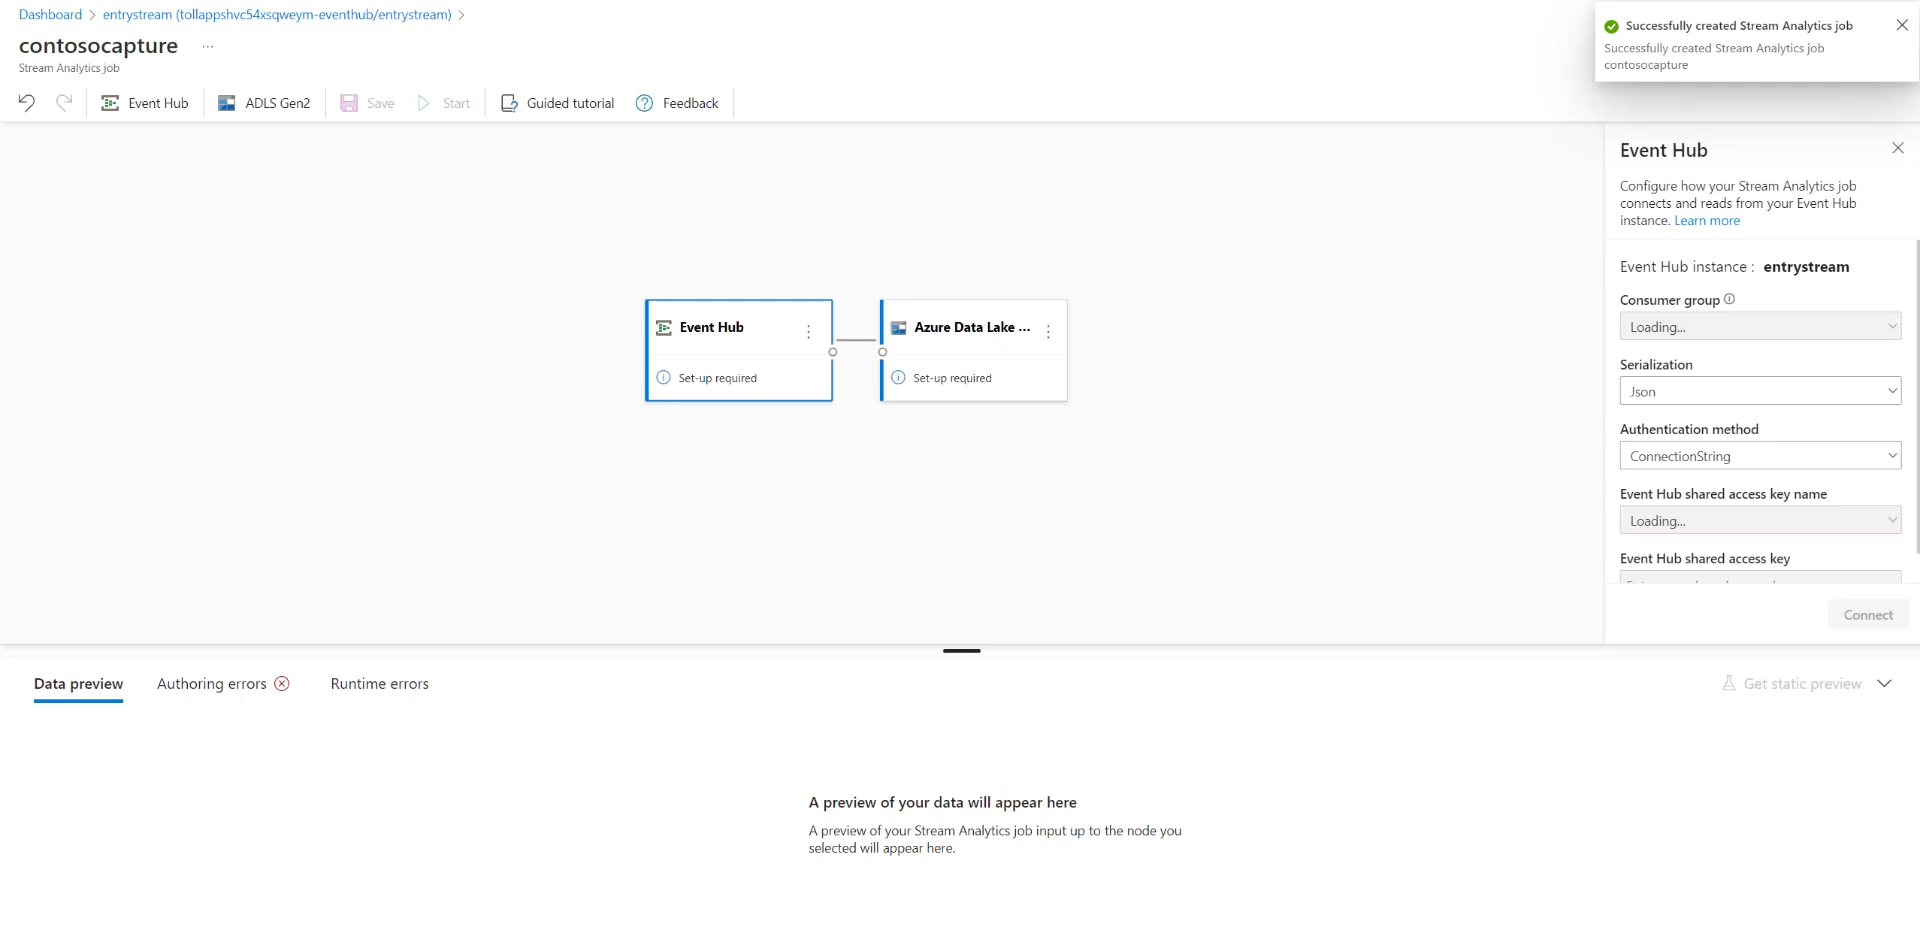 Dashboard > entrystream (tollappshvc54xsqweym-eventhub/entrystream) >
contosocapture ...
Stream Analytics job
Successfully created Stream Analytics job
Successfully created Stream Analytics job
contosocapture
Event Hub
ADLS Gen2
Save
Start
Guided tutorial
Feedback
Event Hub
Set-up required
Azure Data Lake ...
Set-up required
Event Hub
Configure how your Stream Analytics job
connects and reads from your Event Hub
instance. Learn more
Event Hub instance : entrystream
Consumer group
Loading...
Serialization
Json
Authentication method
ConnectionString
Event Hub shared access key name
Loading...
Event Hub shared access key
Connect
Data preview
Authoring errors
Runtime errors
Get static preview
A preview of your data will appear here
A preview of your Stream Analytics job input up to the node you
selected will appear here.